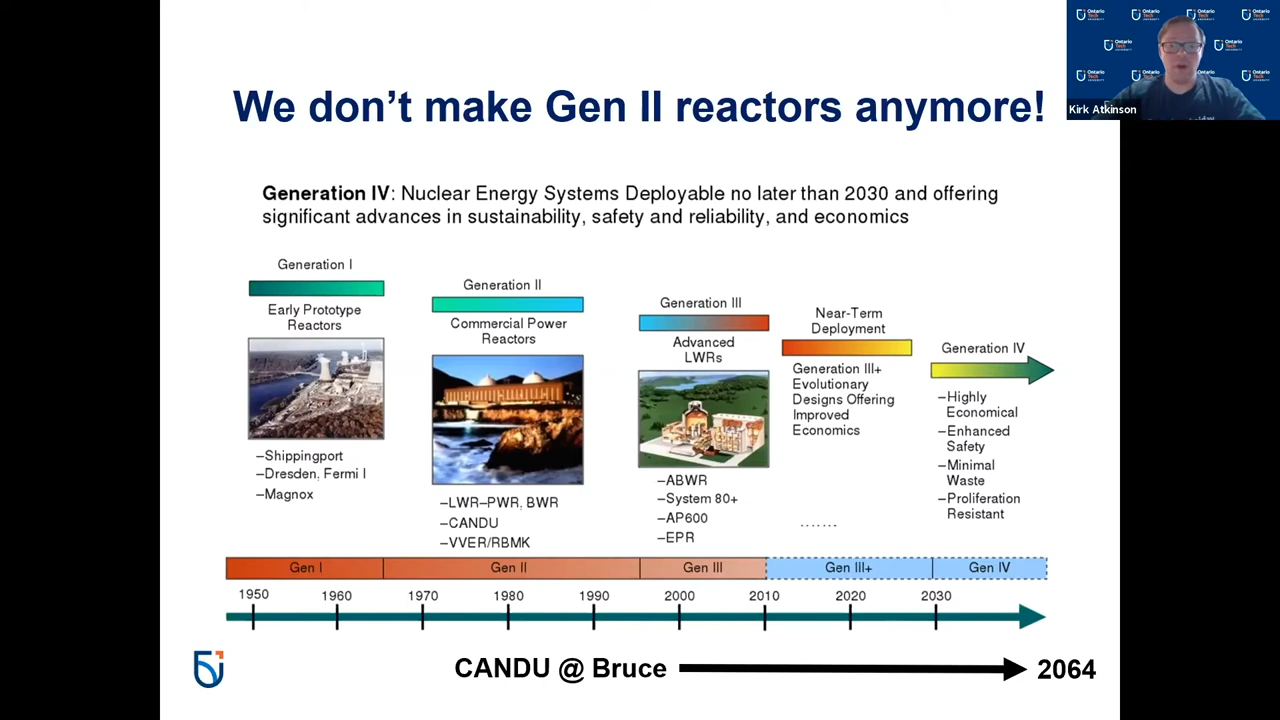 We don't make Gen II reactors anymore!
Kirk Atkinson
Generation IV: Nuclear Energy Systems Deployable no later than 2030 and offering
significant advances in sustainability, safety and reliability, and economics
Generation I
Early Prototype
Reactors
–Shippingport
–Dresden, Fermi I
–Magnox
Generation II
Commercial Power
Reactors
–LWR–PWR, BWR
–CANDU
–VVER/RBMK
Generation III
Advanced
LWRs
–ABWR
–System 80+
–AP600
–EPR
Near-Term
Deployment
Generation III+
Evolutionary
Designs Offering
Improved
Economics
.......
Generation IV
–Highly
Economical
–Enhanced
Safety
–Minimal
Waste
–Proliferation
Resistant
Gen I Gen II Gen III Gen III+ Gen IV
1950 1960 1970 1980 1990 2000 2010 2020 2030
CANDU @ Bruce 2064
Ontario
Tech